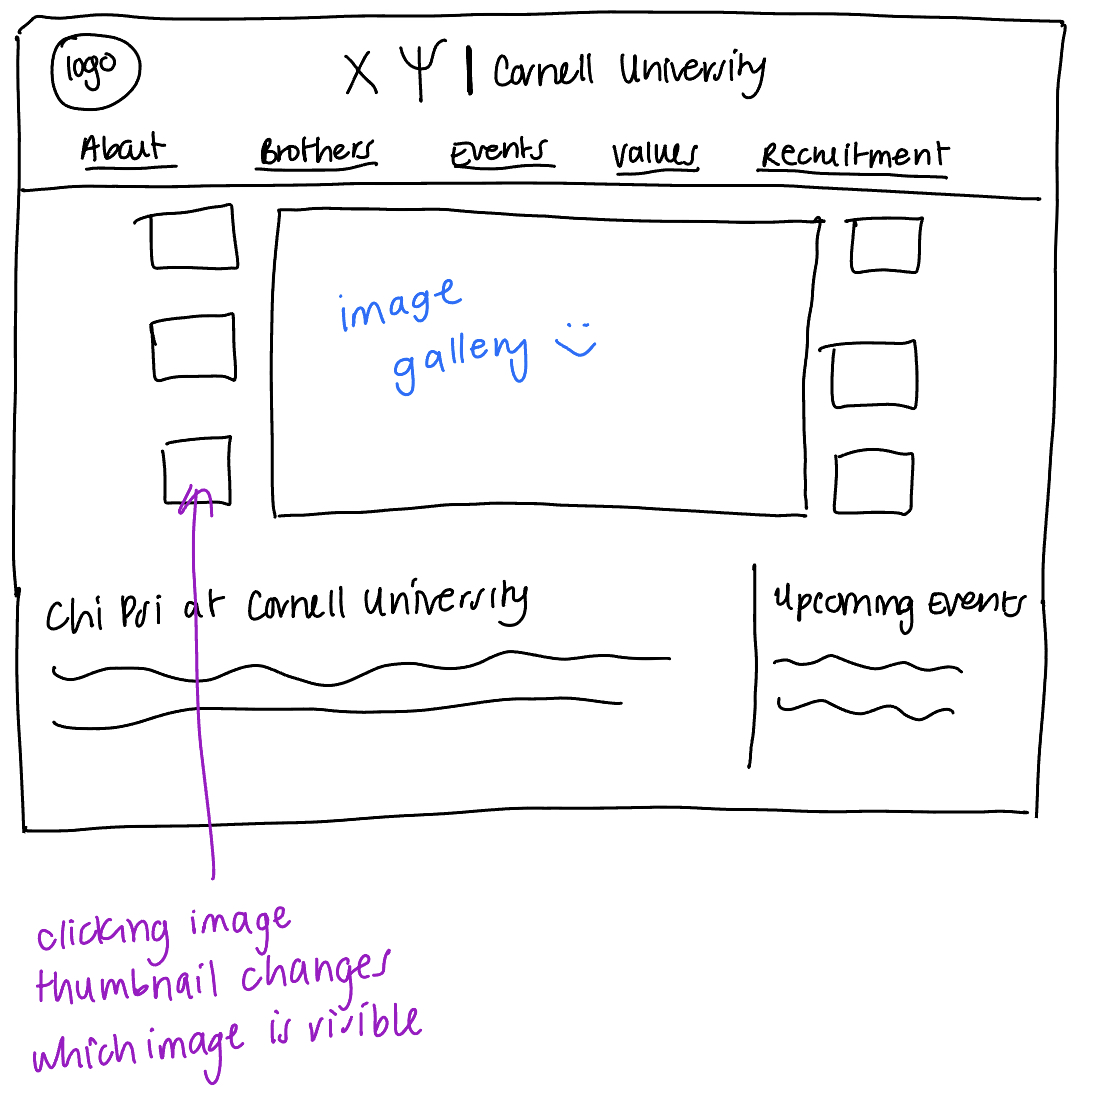 logo
X Ψ | Cornell University
About Brothers Events Values Recruitment
image
gallery
Chi Psi at Cornell University
Upcoming Events
clicking image
thumbnail changes
which image is visible